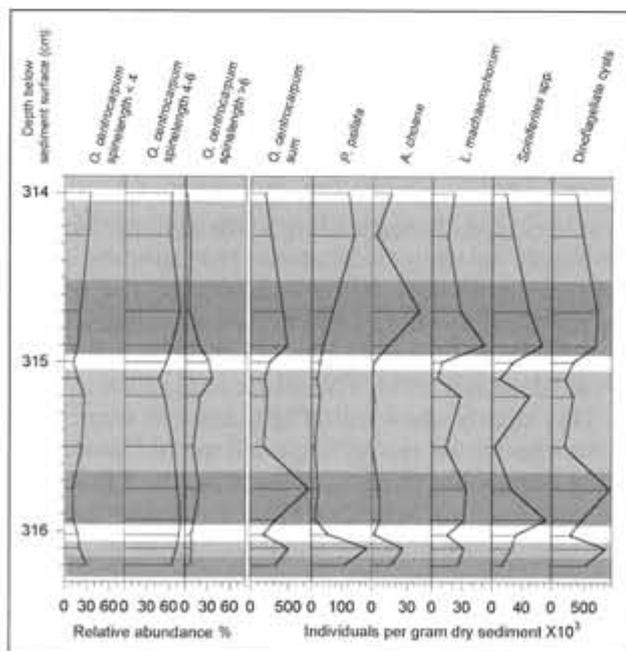 Depth below
sediment surface (cm)
O. centrocarpum
spinelength < 4
O. centrocarpum
spinelength 4-6
O. centrocarpum
spinelength >6
O. centrocarpum
sum
P. psilata
A. choane
L. machaerophorum
Spiniferites spp.
Dinoflagellate cysts
314
315
316
0 30 60 0 30 60 0 30 60 0 500 0 100 0 30 0 30 0 40 0 500
Relative abundance % Individuals per gram dry sediment X10³